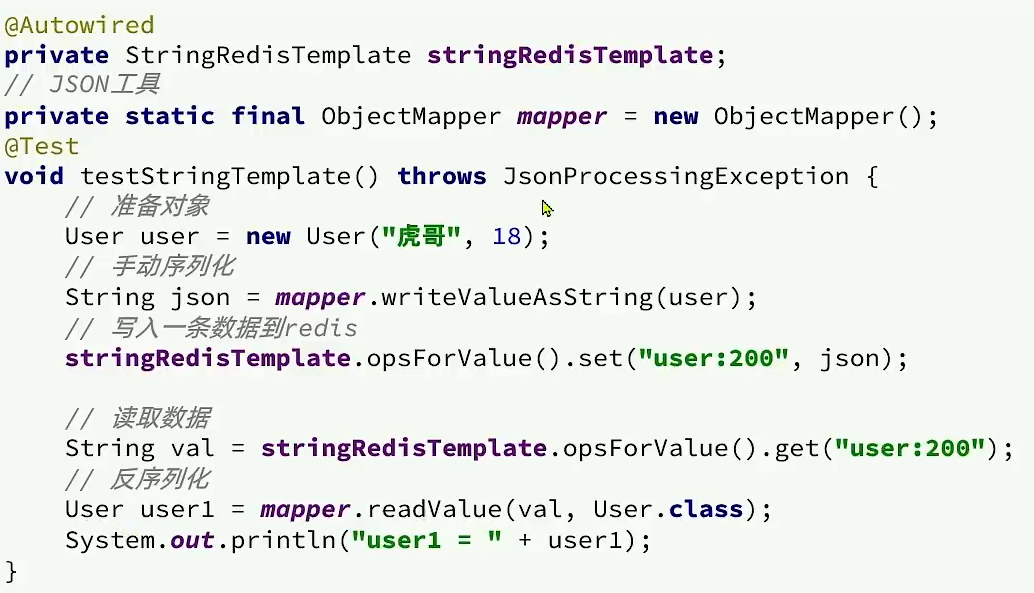 @Autowired
private StringRedisTemplate stringRedisTemplate;
// JSON工具
private static final ObjectMapper mapper = new ObjectMapper();
@Test
void testStringTemplate() throws JsonProcessingException {
    // 准备对象
    User user = new User("虎哥", 18);
    // 手动序列化
    String json = mapper.writeValueAsString(user);
    // 写入一条数据到redis
    stringRedisTemplate.opsForValue().set("user:200", json);

    // 读取数据
    String val = stringRedisTemplate.opsForValue().get("user:200");
    // 反序列化
    User user1 = mapper.readValue(val, User.class);
    System.out.println("user1 = " + user1);
}